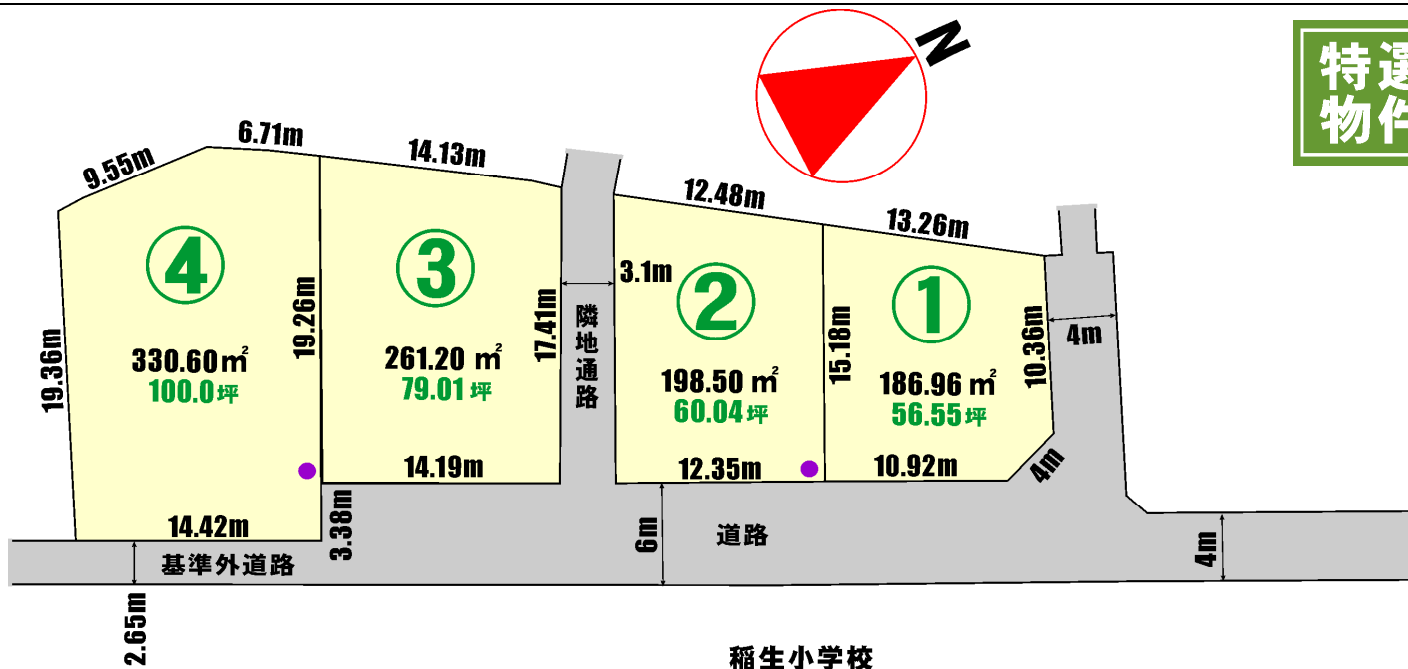 N
特選
物件
6.71m
9.55m
14.13m
12.48m
13.26m
④
③
②
①
3.1m
19.36m
19.26m
17.41m
隣地通路
15.18m
10.36m
4m
330.60㎡
100.0坪
261.20㎡
79.01坪
198.50㎡
60.04坪
186.96㎡
56.55坪
14.19m
12.35m
10.92m
4m
14.42m
3.38m
6m
道路
4m
基準外道路
2.65m
稲生小学校